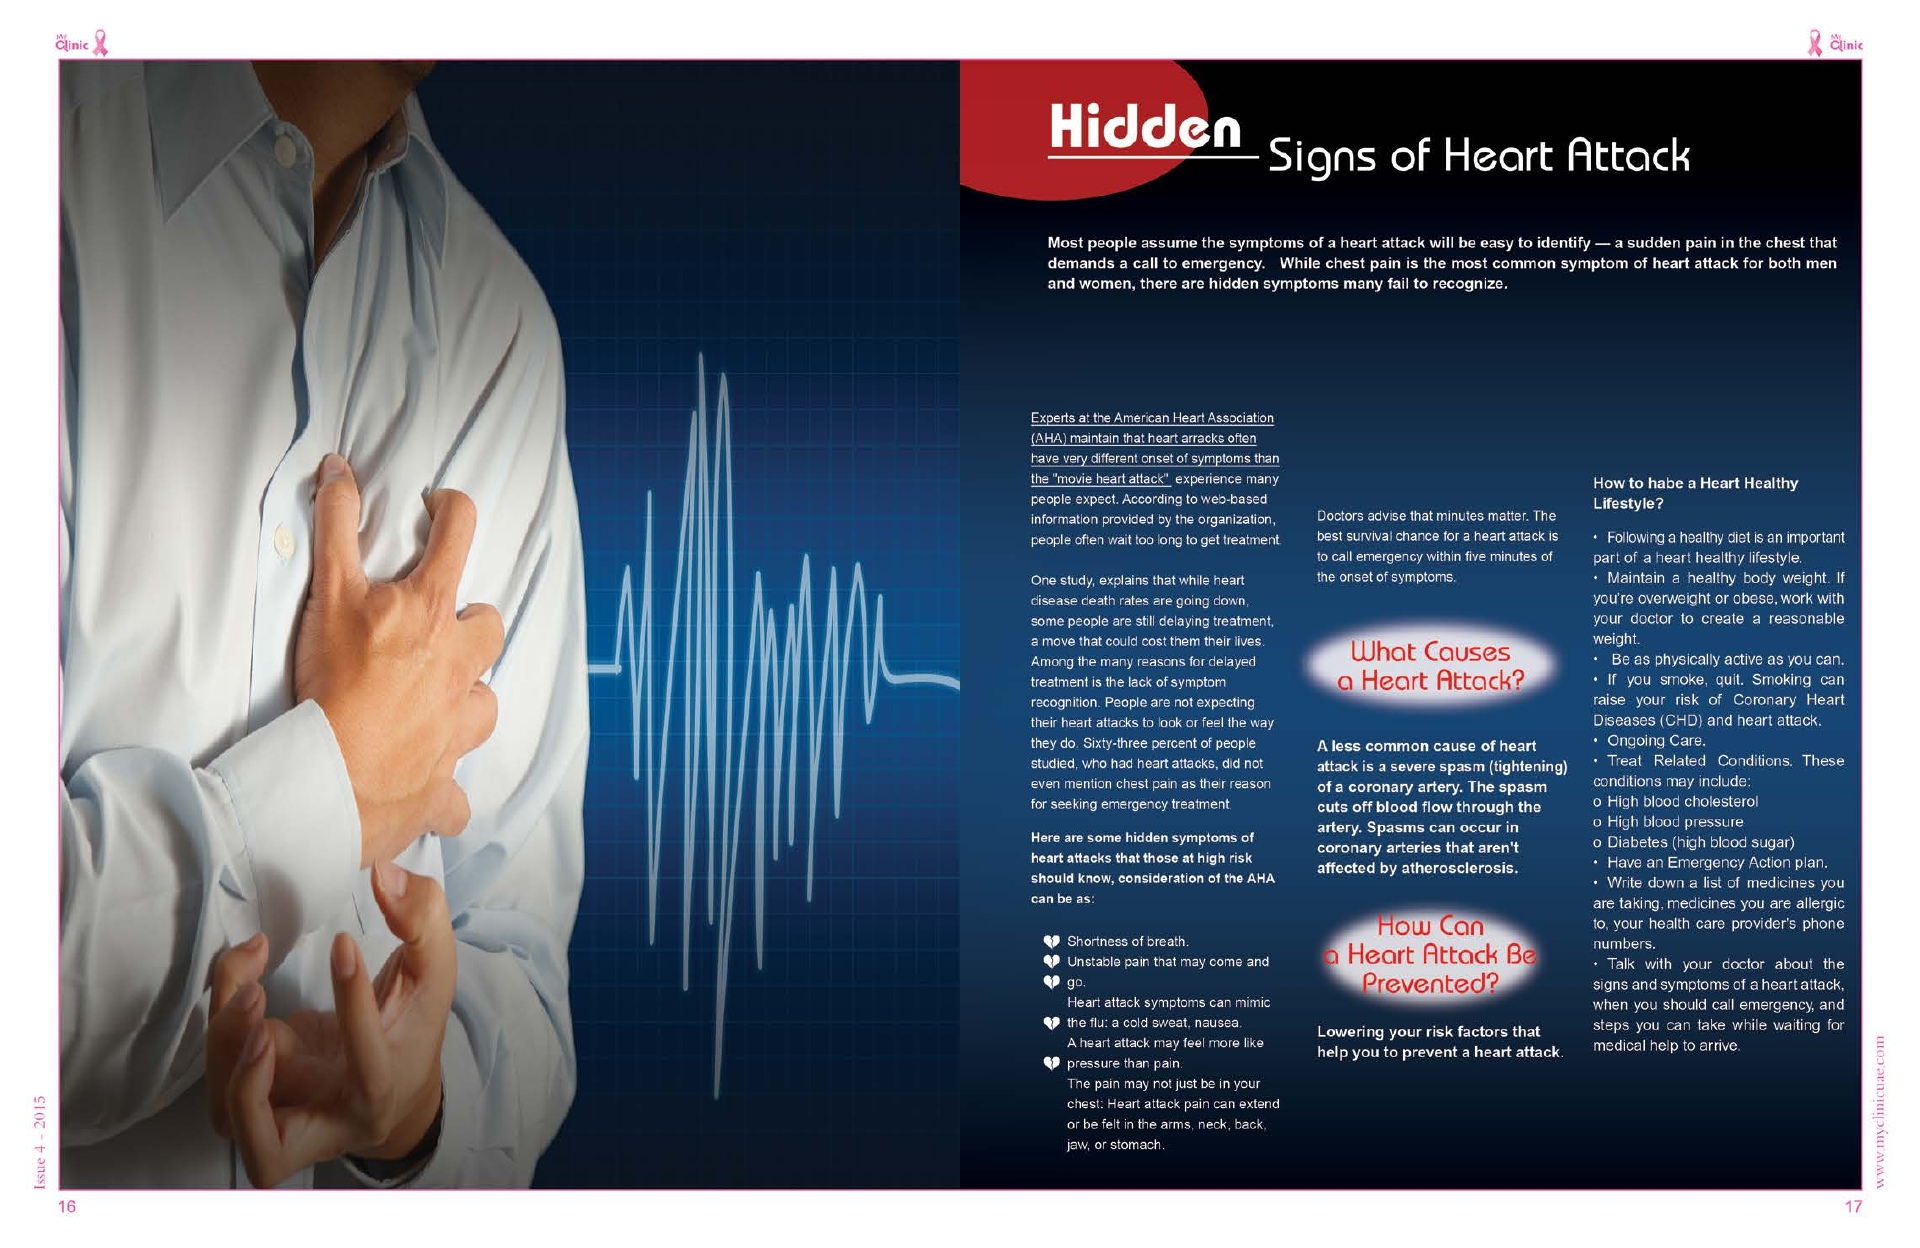 My
Clinic
My
Clinic
Hidden
Signs of Heart Attack
Most people assume the symptoms of a heart attack will be easy to identify — a sudden pain in the chest that
demands a call to emergency.   While chest pain is the most common symptom of heart attack for both men
and women, there are hidden symptoms many fail to recognize.
Experts at the American Heart Association
(AHA) maintain that heart arracks often
have very different onset of symptoms than
the "movie heart attack"  experience many
people expect. According to web-based
information provided by the organization,
people often wait too long to get treatment.
One study, explains that while heart
disease death rates are going down,
some people are still delaying treatment,
a move that could cost them their lives.
Among the many reasons for delayed
treatment is the lack of symptom
recognition. People are not expecting
their heart attacks to look or feel the way
they do. Sixty-three percent of people
studied, who had heart attacks, did not
even mention chest pain as their reason
for seeking emergency treatment.
Here are some hidden symptoms of
heart attacks that those at high risk
should know, consideration of the AHA
can be as:
Shortness of breath.
Unstable pain that may come and
go.
Heart attack symptoms can mimic
the flu: a cold sweat, nausea.
A heart attack may feel more like
pressure than pain.
The pain may not just be in your
chest: Heart attack pain can extend
or be felt in the arms, neck, back,
jaw, or stomach.
Doctors advise that minutes matter. The
best survival chance for a heart attack is
to call emergency within five minutes of
the onset of symptoms.
What Causes
a Heart Attack?
A less common cause of heart
attack is a severe spasm (tightening)
of a coronary artery. The spasm
cuts off blood flow through the
artery. Spasms can occur in
coronary arteries that aren't
affected by atherosclerosis.
How Can
a Heart Attack Be
Prevented?
Lowering your risk factors that
help you to prevent a heart attack.
How to habe a Heart Healthy
Lifestyle?
• Following a healthy diet is an important
part of a heart healthy lifestyle.
• Maintain a healthy body weight. If
you're overweight or obese, work with
your doctor to create a reasonable
weight.
• Be as physically active as you can.
• If you smoke, quit. Smoking can
raise your risk of Coronary Heart
Diseases (CHD) and heart attack.
• Ongoing Care.
• Treat Related Conditions. These
conditions may include:
o High blood cholesterol
o High blood pressure
o Diabetes (high blood sugar)
• Have an Emergency Action plan.
• Write down a list of medicines you
are taking, medicines you are allergic
to, your health care provider's phone
numbers.
• Talk with your doctor about the
signs and symptoms of a heart attack,
when you should call emergency, and
steps you can take while waiting for
medical help to arrive.
Issue 4 - 2015
www.myclinicuae.com
16
17